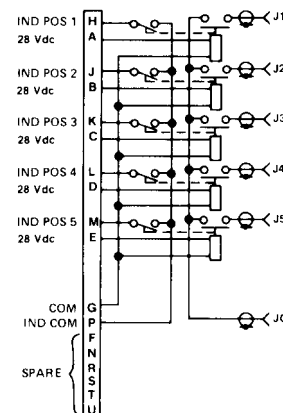 IND POS 1 H J1
28 Vdc A
IND POS 2 J J2
28 Vdc B
IND POS 3 K J3
28 Vdc C
IND POS 4 L J4
28 Vdc D
IND POS 5 M J5
28 Vdc E
COM G
IND COM P
F
N
R
SPARE S
T
U